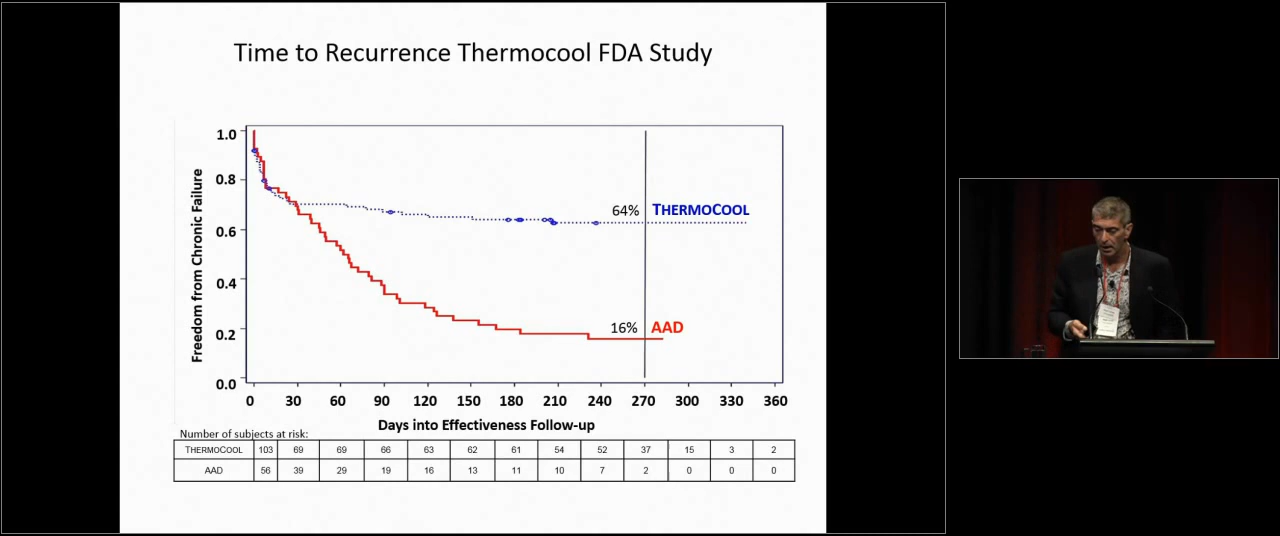 Time to Recurrence Thermocool FDA Study
Freedom from Chronic Failure
1.0
0.8
0.6
0.4
0.2
0.0
64% THERMOCOOL
16% AAD
0 30 60 90 120 150 180 210 240 270 300 330 360
Days into Effectiveness Follow-up
Number of subjects at risk:
THERMOCOOL 103 69 69 66 63 62 61 54 52 37 15 3 2
AAD 56 39 29 19 16 13 11 10 7 2 0 0 0